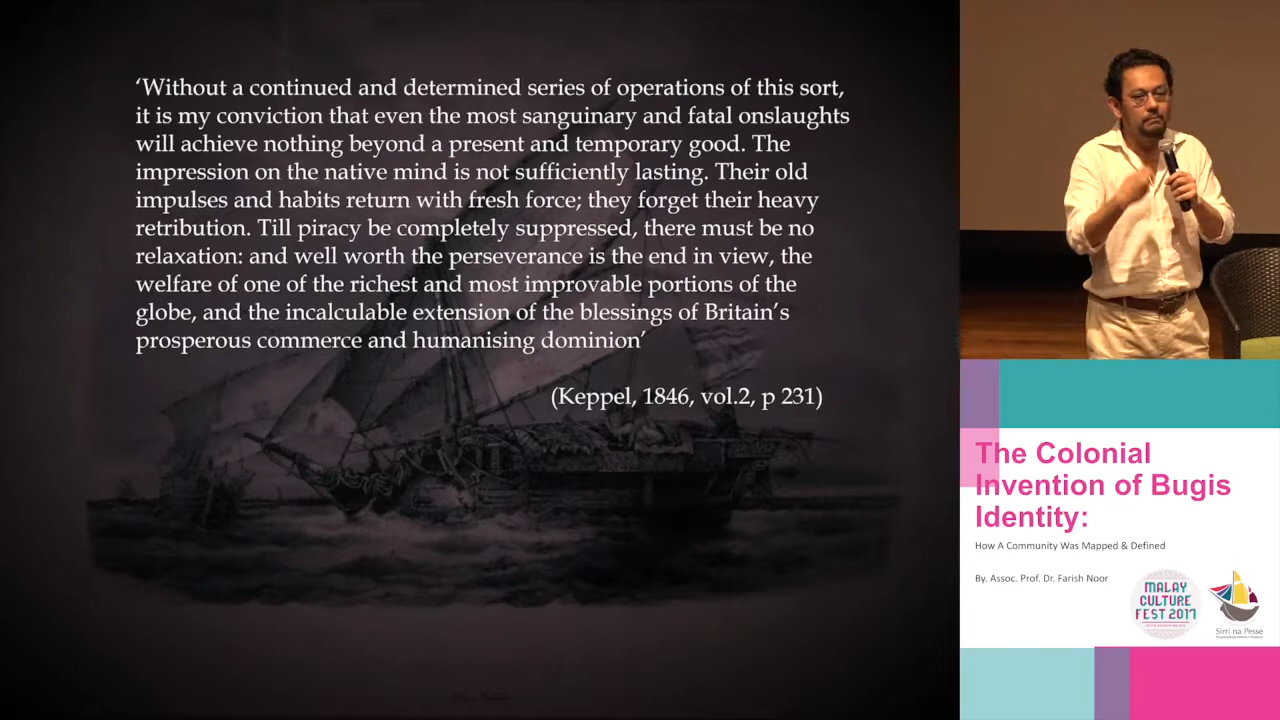 ‘Without a continued and determined series of operations of this sort,
it is my conviction that even the most sanguinary and fatal onslaughts
will achieve nothing beyond a present and temporary good. The
impression on the native mind is not sufficiently lasting. Their old
impulses and habits return with fresh force; they forget their heavy
retribution. Till piracy be completely suppressed, there must be no
relaxation: and well worth the perseverance is the end in view, the
welfare of one of the richest and most improvable portions of the
globe, and the incalculable extension of the blessings of Britain’s
prosperous commerce and humanising dominion’
(Keppel, 1846, vol.2, p 231)
The Colonial
Invention of Bugis
Identity:
How A Community Was Mapped & Defined
By. Assoc. Prof. Dr. Farish Noor
MALAY
CULTURE
FEST 2017
Sirri na Pesse